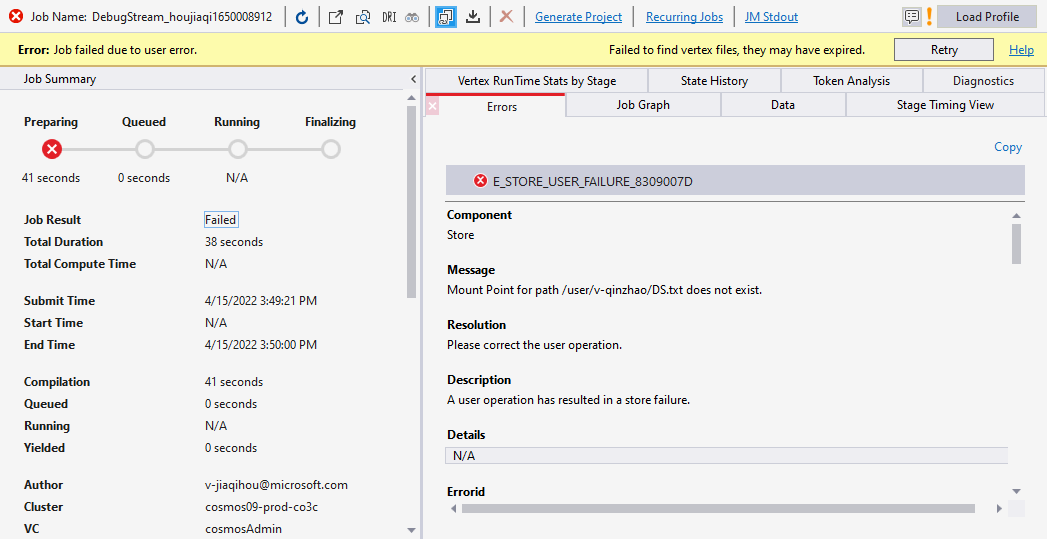 Job Name: DebugStream_houjiaqi1650008912
DRI
Generate Project
Recurring Jobs
JM Stdout
Load Profile
Error: Job failed due to user error.
Failed to find vertex files, they may have expired.
Retry
Help
Job Summary
Preparing Queued Running Finalizing
41 seconds 0 seconds N/A
Job Result Failed
Total Duration 38 seconds
Total Compute Time N/A
Submit Time 4/15/2022 3:49:21 PM
Start Time N/A
End Time 4/15/2022 3:50:00 PM
Compilation 41 seconds
Queued 0 seconds
Running N/A
Yielded 0 seconds
Author v-jiaqihou@microsoft.com
Cluster cosmos09-prod-co3c
VC cosmosAdmin
Vertex RunTime Stats by Stage State History Token Analysis Diagnostics
Errors Job Graph Data Stage Timing View
Copy
E_STORE_USER_FAILURE_8309007D
Component
Store
Message
Mount Point for path /user/v-qinzhao/DS.txt does not exist.
Resolution
Please correct the user operation.
Description
A user operation has resulted in a store failure.
Details
N/A
Errorid